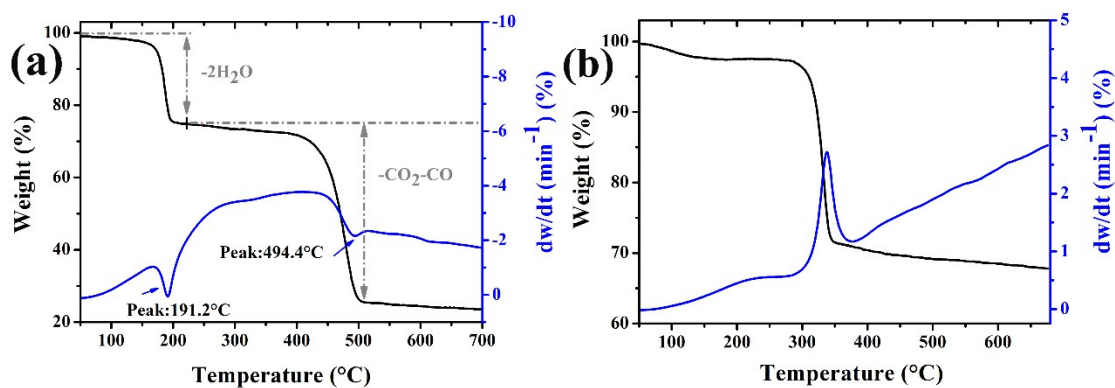 (a)
100
80
60
40
20
Weight (%)
100 200 300 400 500 600 700
Temperature (°C)
-10
-8
-6
-4
-2
0
dw/dt (min⁻¹) (%)
-2H₂O
-CO₂-CO
Peak:494.4°C
Peak:191.2°C
(b)
100
90
80
70
60
Weight (%)
100 200 300 400 500 600
Temperature (°C)
5
4
3
2
1
0
dw/dt (min⁻¹) (%)